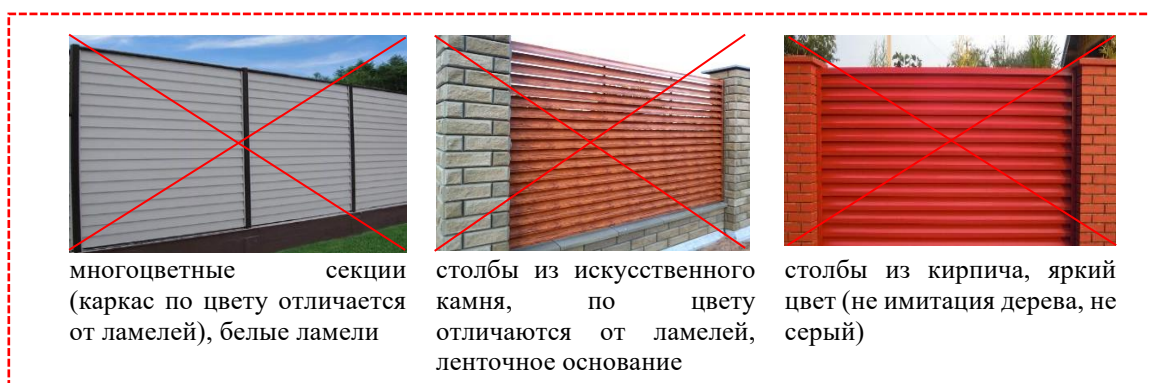 многоцветные секции
(каркас по цвету отличается
от ламелей), белые ламели
столбы из искусственного
камня, по цвету
отличаются от ламелей,
ленточное основание
столбы из кирпича, яркий
цвет (не имитация дерева, не
серый)